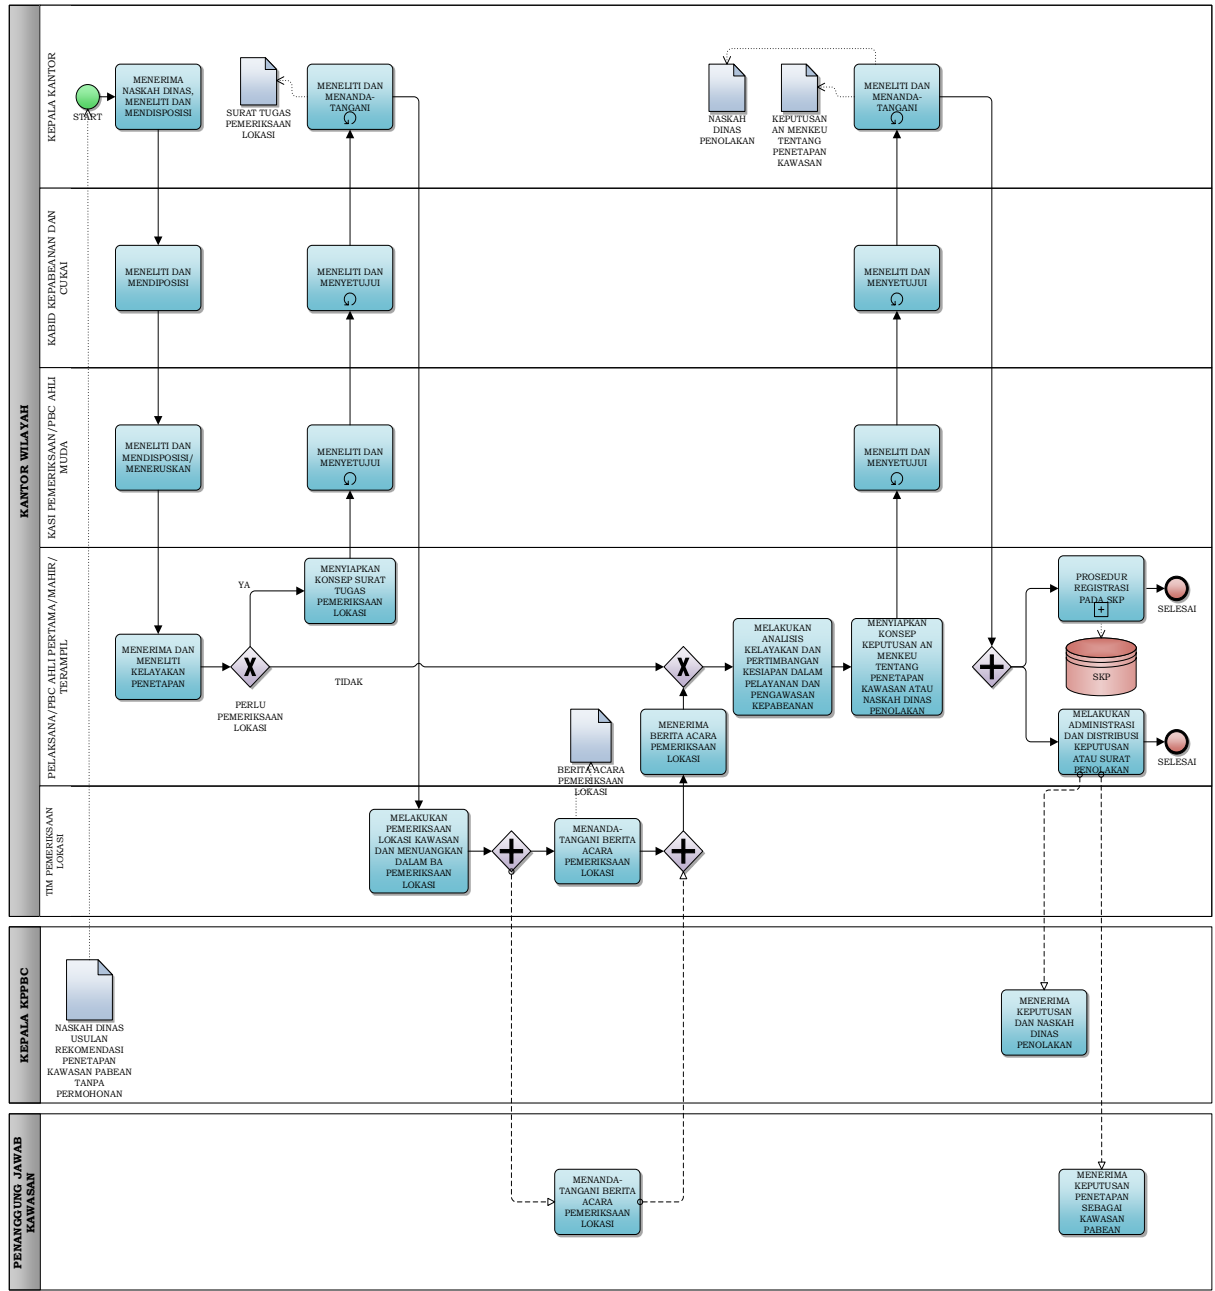 KANTOR WILAYAH
KEPALA KANTOR
START
MENERIMA
NASKAH DINAS,
MENELITI DAN
MENDISPOSISI
SURAT TUGAS
PEMERIKSAAN
LOKASI
MENELITI DAN
MENANDA-
TANGANI
NASKAH
DINAS
PENOLAKAN
KEPUTUSAN
AN MENKEU
TENTANG
PENETAPAN
KAWASAN
MENELITI DAN
MENANDA-
TANGANI
KABID KEPABEANAN DAN
CUKAI
MENELITI DAN
MENDIPOSISI
MENELITI DAN
MENYETUJUI
MENELITI DAN
MENYETUJUI
KASI PEMERIKSAAN/PBC AHLI
MUDA
MENELITI DAN
MENDISPOSISI/
MENERUSKAN
MENELITI DAN
MENYETUJUI
MENELITI DAN
MENYETUJUI
PELAKSANA/PBC AHLI PERTAMA/MAHIR/
TERAMPIL
MENERIMA DAN
MENELITI
KELAYAKAN
PENETAPAN
YA
PERLU
PEMERIKSAAN
LOKASI
TIDAK
MENYIAPKAN
KONSEP SURAT
TUGAS
PEMERIKSAAN
LOKASI
BERITA ACARA
PEMERIKSAAN
LOKASI
MENERIMA
BERITA ACARA
PEMERIKSAAN
LOKASI
MELAKUKAN
ANALISIS
KELAYAKAN DAN
PERTIMBANGAN
KESIAPAN DALAM
PELAYANAN DAN
PENGAWASAN
KEPABEANAN
MENYIAPKAN
KONSEP
KEPUTUSAN AN
MENKEU
TENTANG
PENETAPAN
KAWASAN ATAU
NASKAH DINAS
PENOLAKAN
PROSEDUR
REGISTRASI
PADA SKP
SELESAI
SKP
MELAKUKAN
ADMINISTRASI
DAN DISTRIBUSI
KEPUTUSAN
ATAU SURAT
PENOLAKAN
SELESAI
TIM PEMERIKSAAN
LOKASI
MELAKUKAN
PEMERIKSAAN
LOKASI KAWASAN
DAN MENUANGKAN
DALAM BA
PEMERIKSAAN
LOKASI
MENANDA-
TANGANI BERITA
ACARA
PEMERIKSAAN
LOKASI
KEPALA KPPBC
NASKAH DINAS
USULAN
REKOMENDASI
PENETAPAN
KAWASAN PABEAN
TANPA
PERMOHONAN
MENERIMA
KEPUTUSAN
DAN NASKAH
DINAS
PENOLAKAN
PENANGGUNG JAWAB
KAWASAN
MENANDA-
TANGANI BERITA
ACARA
PEMERIKSAAN
LOKASI
MENERIMA
KEPUTUSAN
PENETAPAN
SEBAGAI
KAWASAN
PABEAN